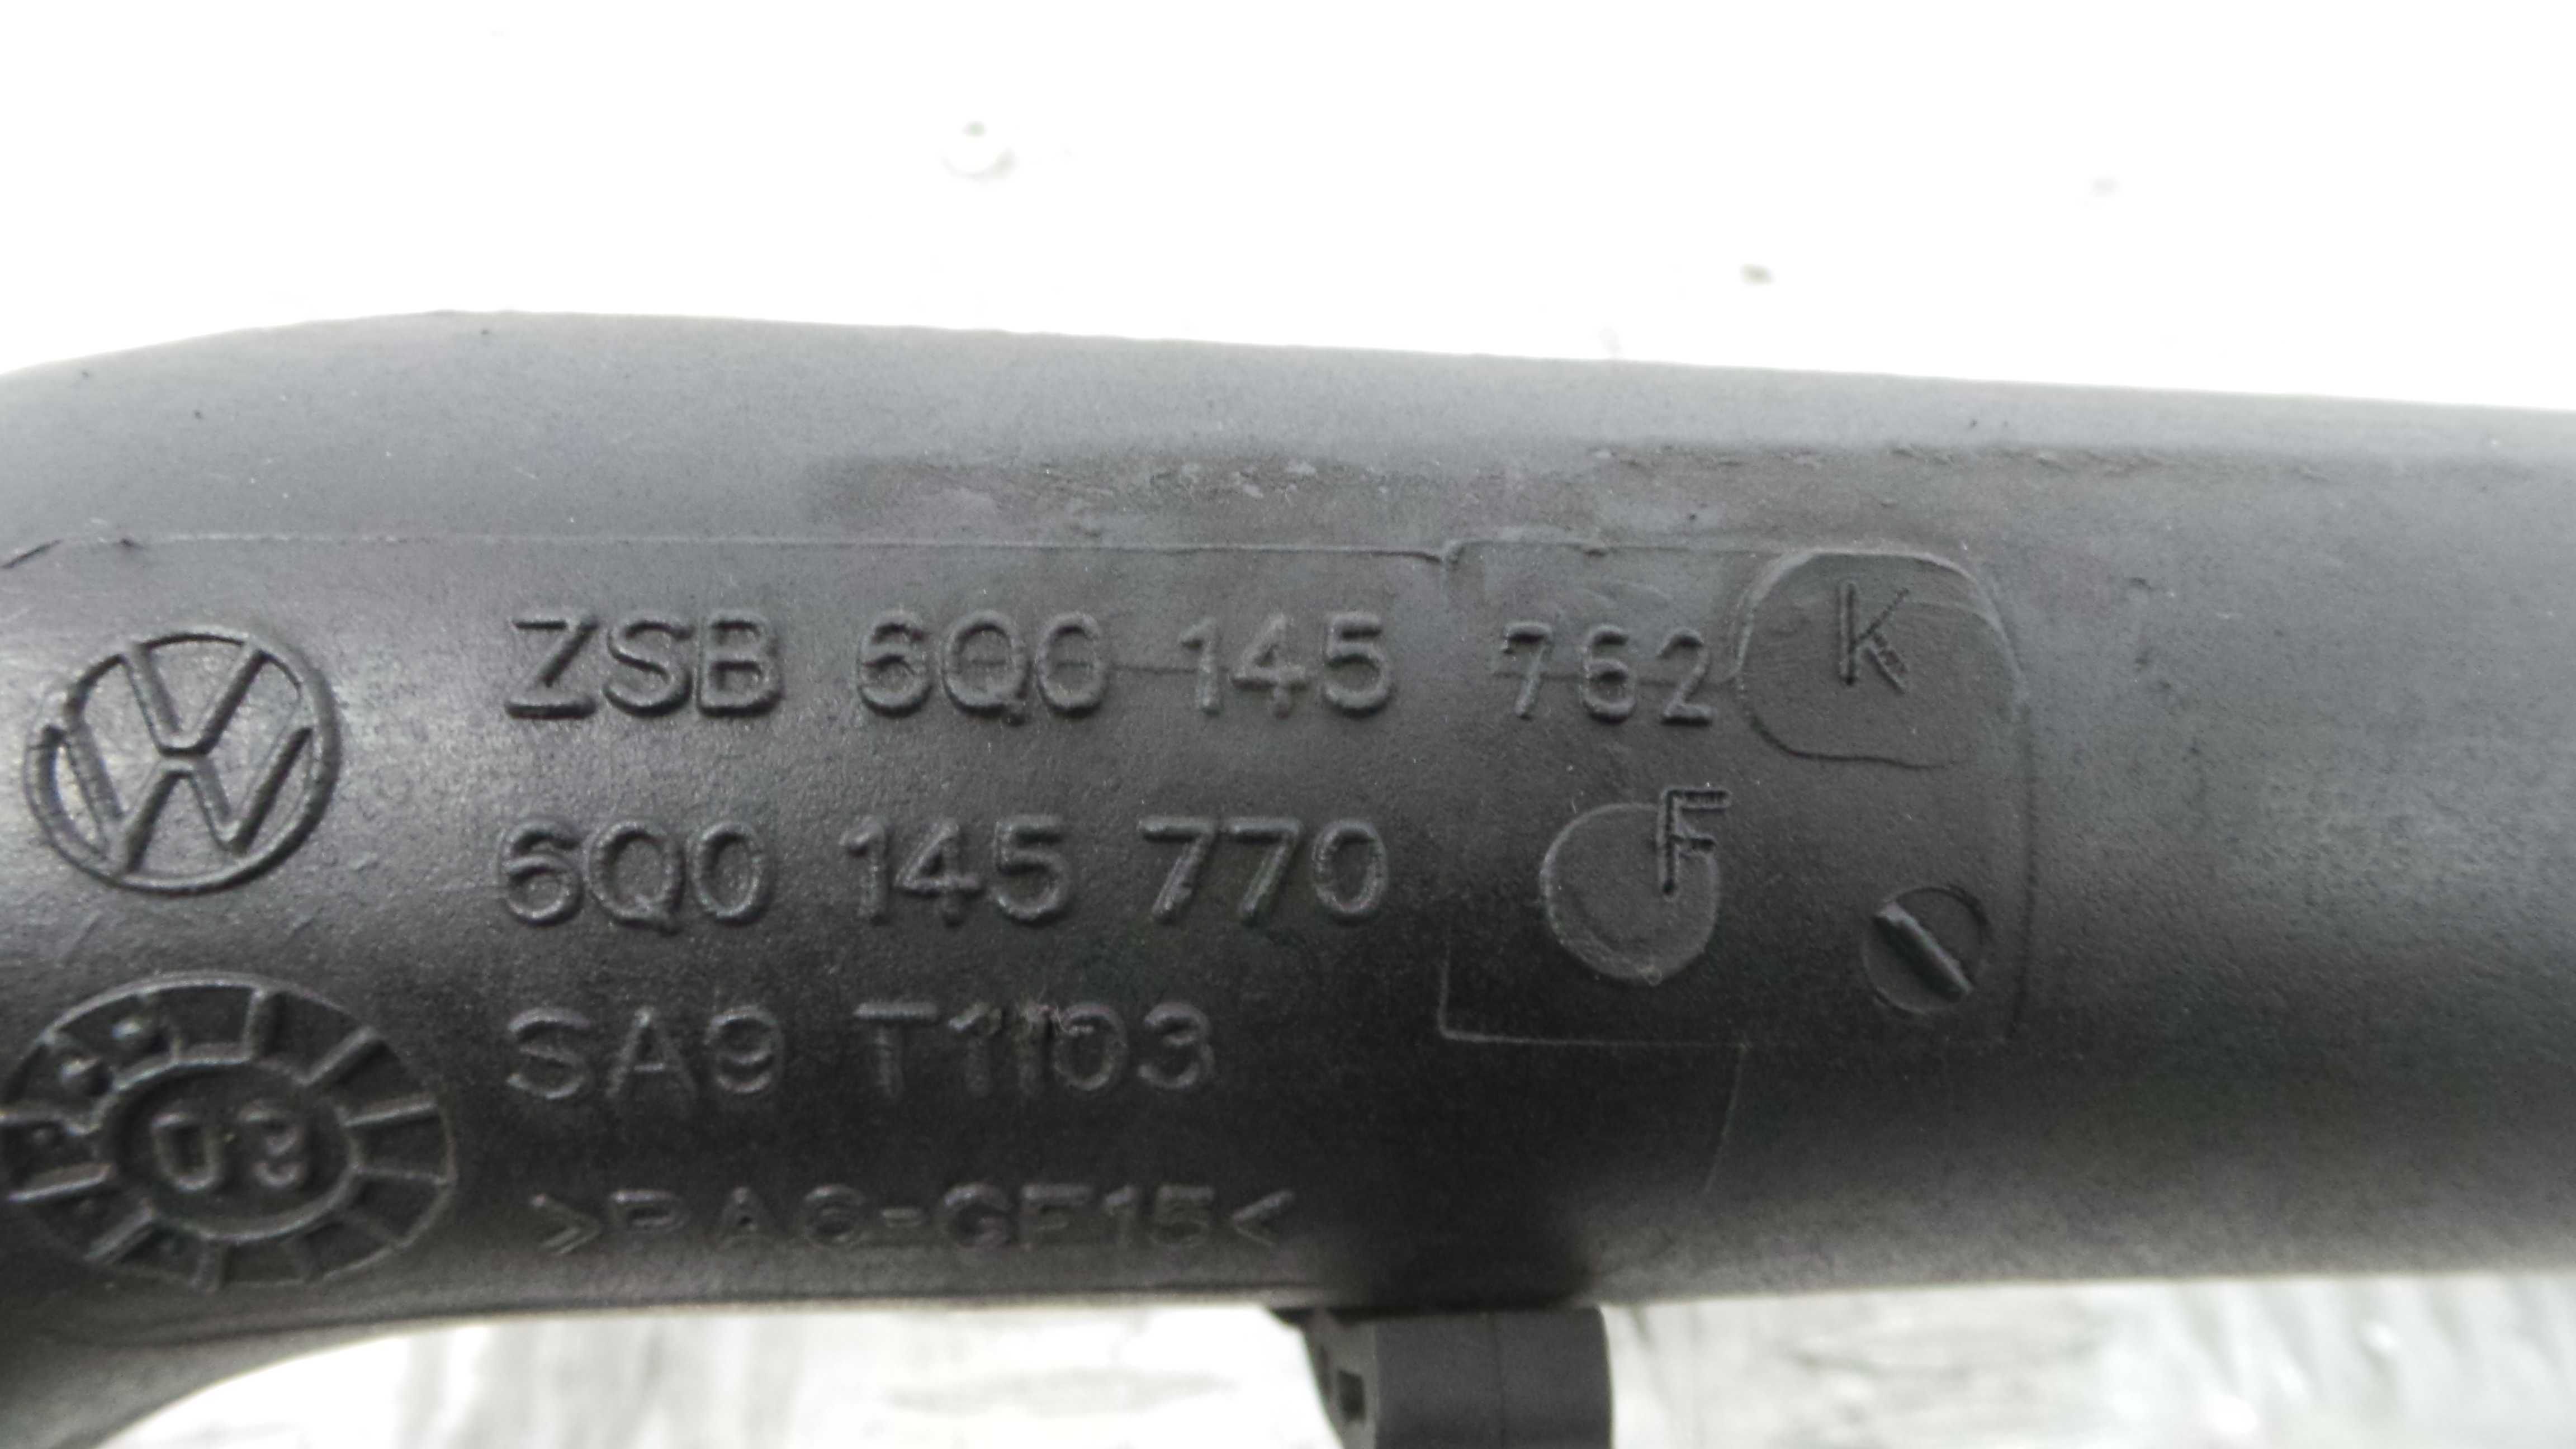 ZSB 6Q0 145 762 K
6Q0 145 770 F
SA9 T1103
03
>PA6-GF15<